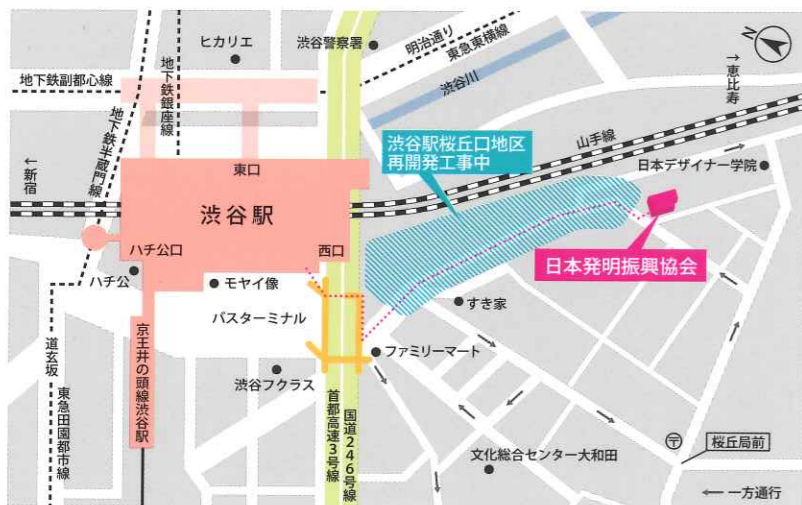 ヒカリエ
渋谷警察署
明治通り
東急東横線
渋谷川
N
→恵比寿
地下鉄副都心線
地下鉄銀座線
地下鉄半蔵門線
渋谷駅桜丘口地区
再開発工事中
山手線
日本デザイナー学院
←新宿
東口
渋谷駅
ハチ公口
西口
日本発明振興協会
ハチ公
モヤイ像
すき家
バスターミナル
ファミリーマート
京王井の頭線渋谷駅
道玄坂
東急田園都市線
渋谷フクラス
首都高速3号線
国道246号線
文化総合センター大和田
〒
桜丘局前
←一方通行